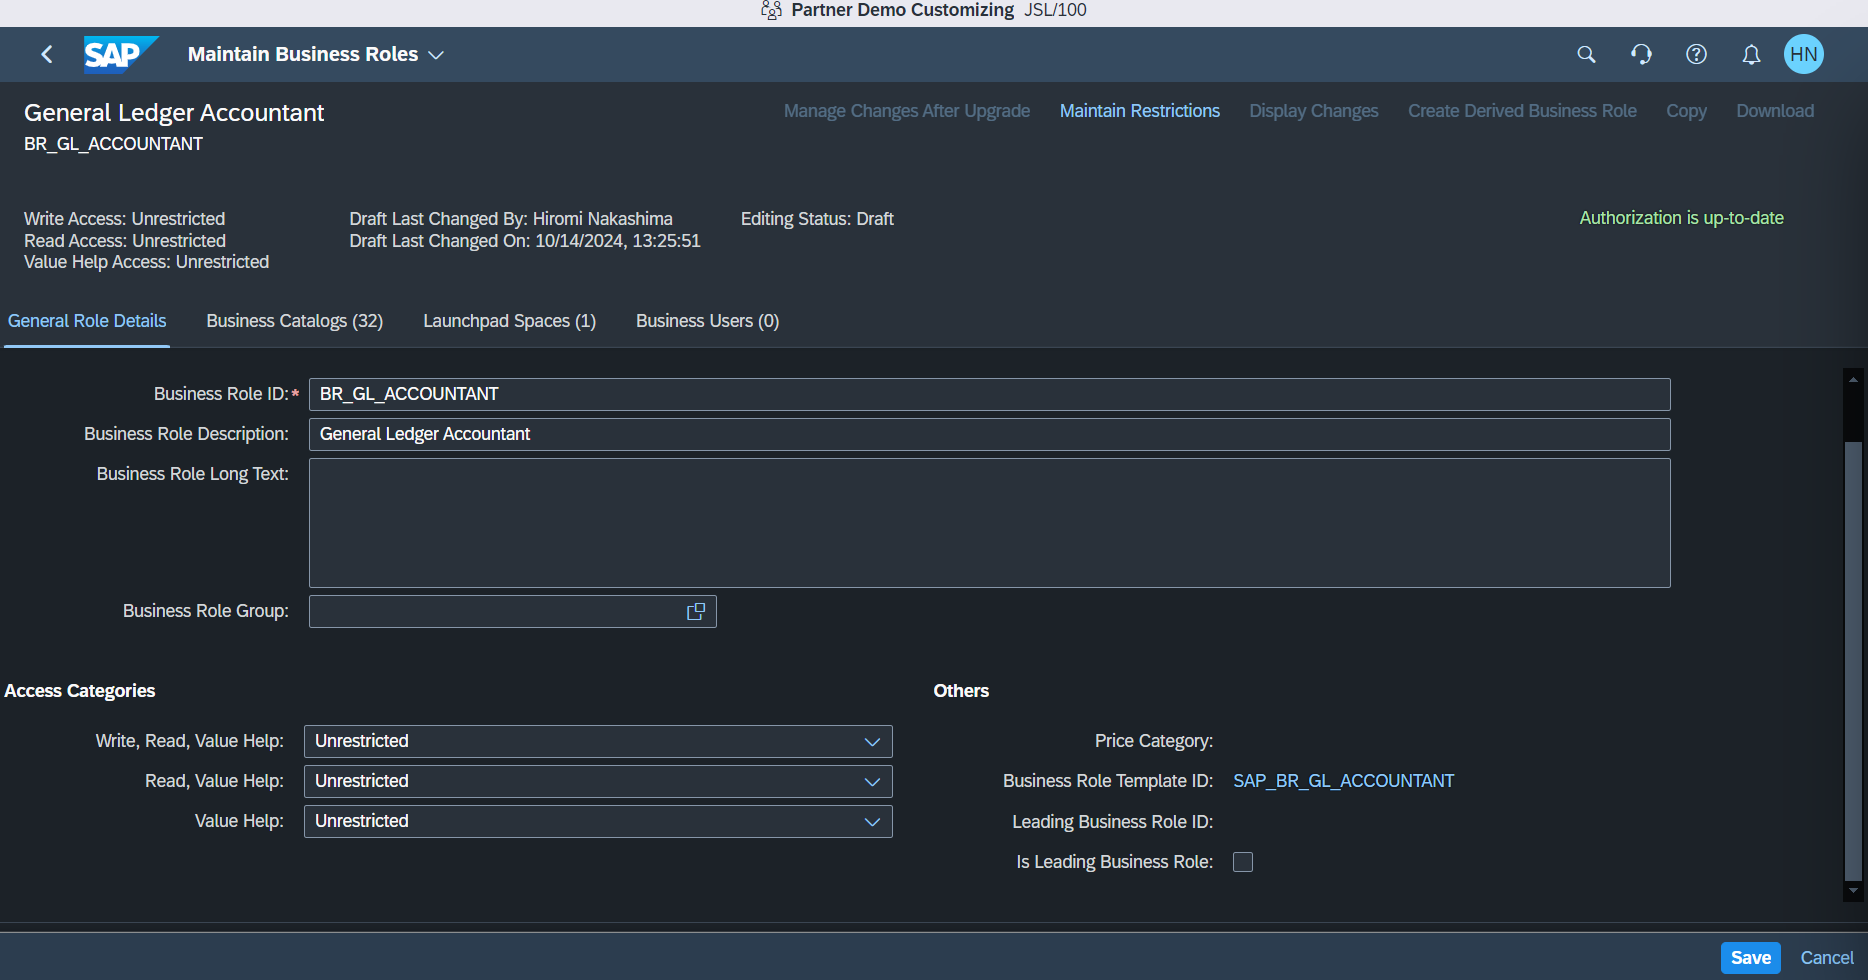 Partner Demo Customizing JSL/100
SAP Maintain Business Roles HN
General Ledger Accountant
BR_GL_ACCOUNTANT
Manage Changes After Upgrade Maintain Restrictions Display Changes Create Derived Business Role Copy Download
Write Access: Unrestricted
Read Access: Unrestricted
Value Help Access: Unrestricted
Draft Last Changed By: Hiromi Nakashima
Draft Last Changed On: 10/14/2024, 13:25:51
Editing Status: Draft
Authorization is up-to-date
General Role Details Business Catalogs (32) Launchpad Spaces (1) Business Users (0)
Business Role ID:* BR_GL_ACCOUNTANT
Business Role Description: General Ledger Accountant
Business Role Long Text:
Business Role Group:
Access Categories
Write, Read, Value Help: Unrestricted
Read, Value Help: Unrestricted
Value Help: Unrestricted
Others
Price Category:
Business Role Template ID: SAP_BR_GL_ACCOUNTANT
Leading Business Role ID:
Is Leading Business Role:
Save Cancel